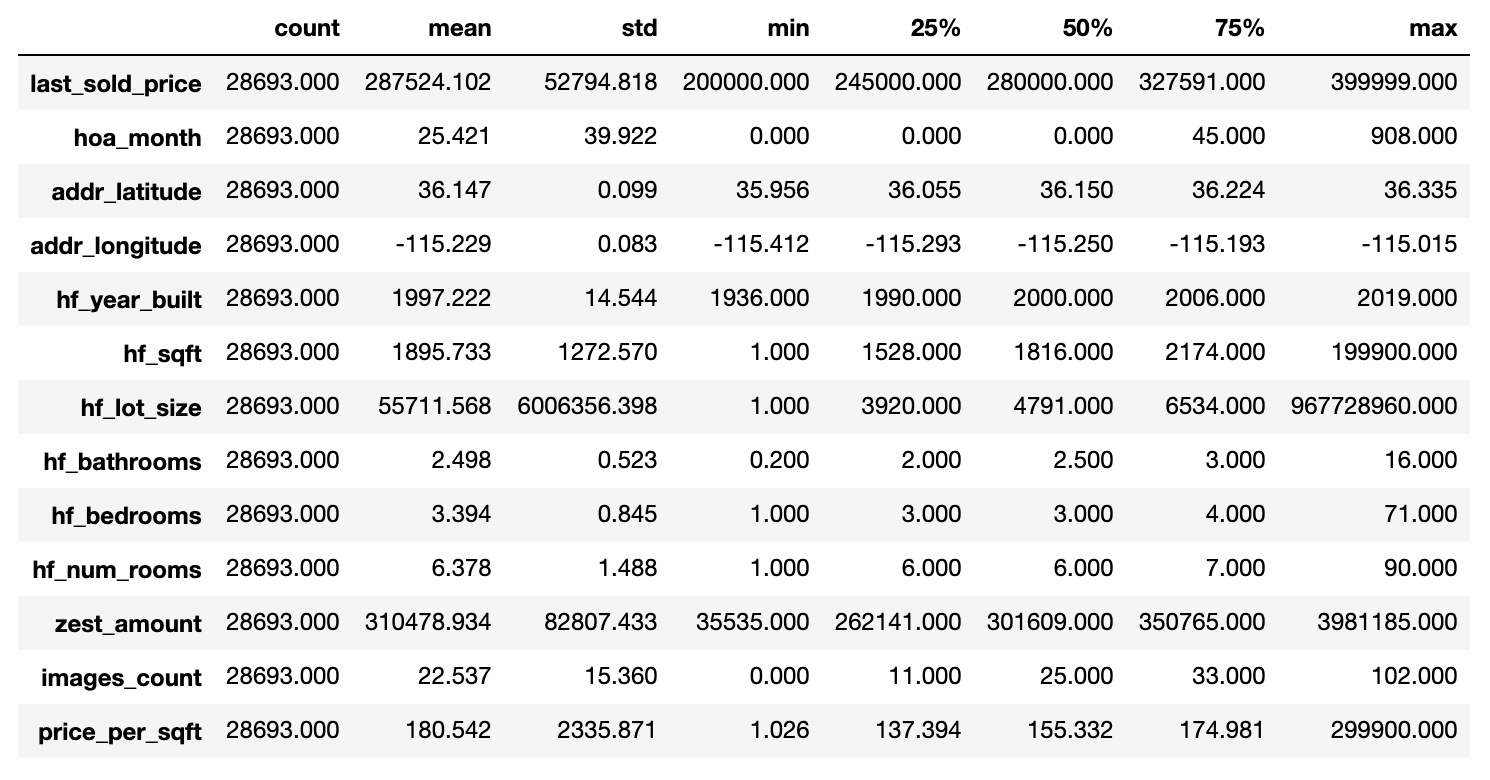 count mean std min 25% 50% 75% max
last_sold_price 28693.000 287524.102 52794.818 200000.000 245000.000 280000.000 327591.000 399999.000
hoa_month 28693.000 25.421 39.922 0.000 0.000 0.000 45.000 908.000
addr_latitude 28693.000 36.147 0.099 35.956 36.055 36.150 36.224 36.335
addr_longitude 28693.000 -115.229 0.083 -115.412 -115.293 -115.250 -115.193 -115.015
hf_year_built 28693.000 1997.222 14.544 1936.000 1990.000 2000.000 2006.000 2019.000
hf_sqft 28693.000 1895.733 1272.570 1.000 1528.000 1816.000 2174.000 199900.000
hf_lot_size 28693.000 55711.568 6006356.398 1.000 3920.000 4791.000 6534.000 967728960.000
hf_bathrooms 28693.000 2.498 0.523 0.200 2.000 2.500 3.000 16.000
hf_bedrooms 28693.000 3.394 0.845 1.000 3.000 3.000 4.000 71.000
hf_num_rooms 28693.000 6.378 1.488 1.000 6.000 6.000 7.000 90.000
zest_amount 28693.000 310478.934 82807.433 35535.000 262141.000 301609.000 350765.000 3981185.000
images_count 28693.000 22.537 15.360 0.000 11.000 25.000 33.000 102.000
price_per_sqft 28693.000 180.542 2335.871 1.026 137.394 155.332 174.981 299900.000